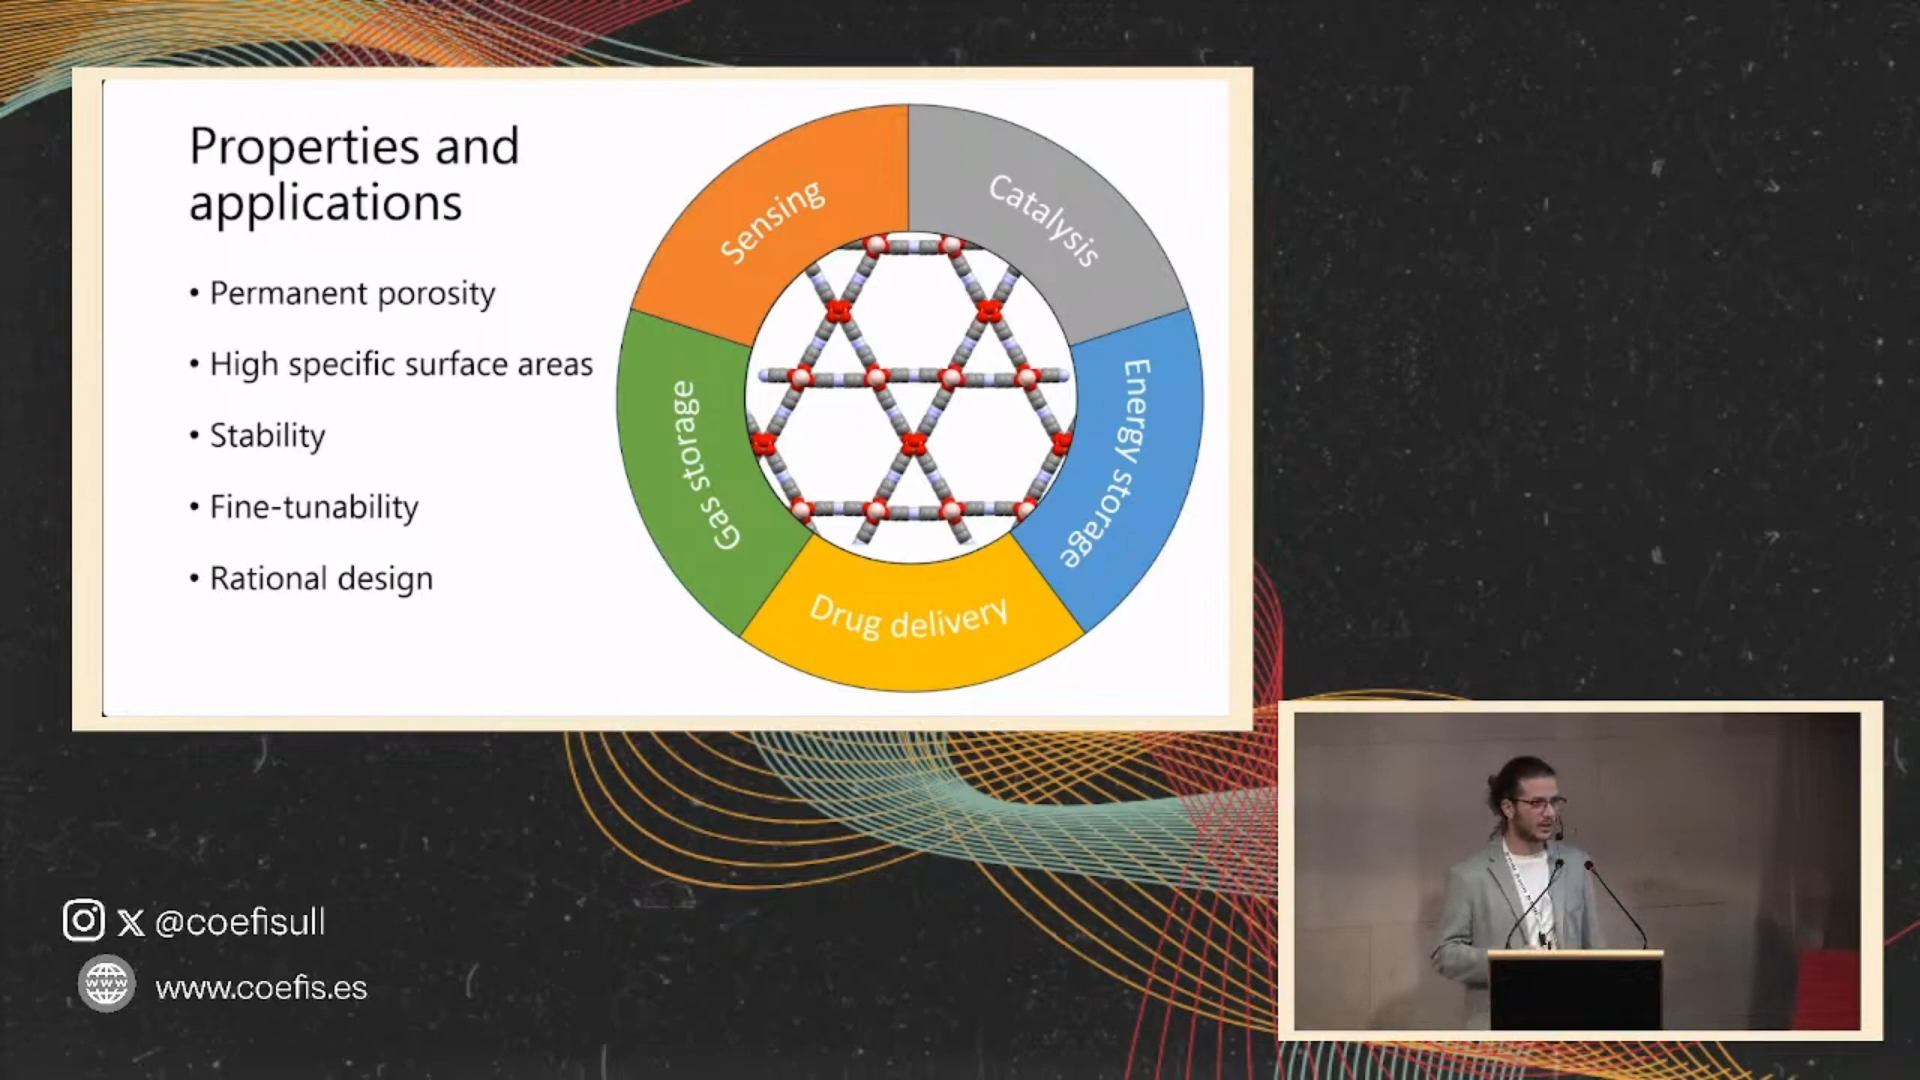 Properties and
applications
• Permanent porosity
• High specific surface areas
• Stability
• Fine-tunability
• Rational design
Sensing
Catalysis
Energy storage
Drug delivery
Gas storage
@coefisull
www
www.coefis.es